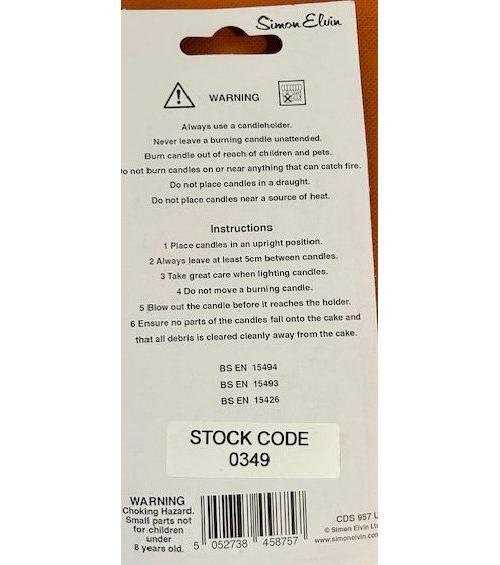 Simon Elvin
WARNING
Always use a candleholder.
Never leave a burning candle unattended.
Burn candle out of reach of children and pets.
Do not burn candles on or near anything that can catch fire.
Do not place candles in a draught.
Do not place candles near a source of heat.
Instructions
1 Place candles in an upright position.
2 Always leave at least 5cm between candles.
3 Take great care when lighting candles.
4 Do not move a burning candle.
5 Blow out the candle before it reaches the holder.
6 Ensure no parts of the candles fall onto the cake and
that all debris is cleared cleanly away from the cake.
BS EN 15494
BS EN 15493
BS EN 15426
STOCK CODE
0349
WARNING
Choking Hazard.
Small parts not
for children
under
8 years old.
5 052738 458757
CDS 957 U
© Simon Elvin Ltd
www.simonelvin.com